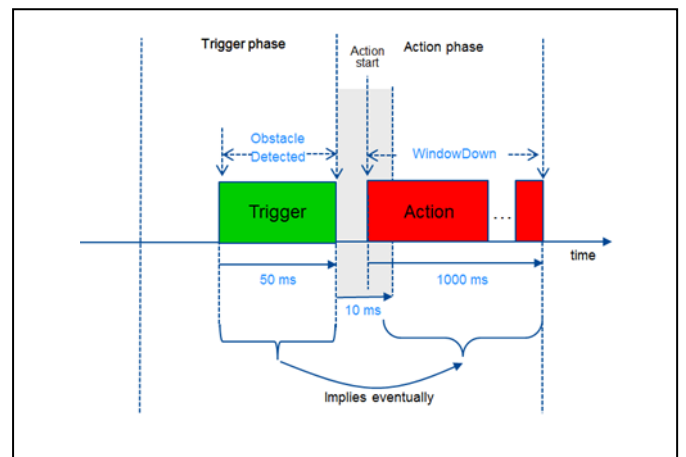 Trigger phase
Action
start
Action phase
Obstacle
Detected
WindowDown
Trigger
Action
...
time
50 ms
1000 ms
10 ms
Implies eventually